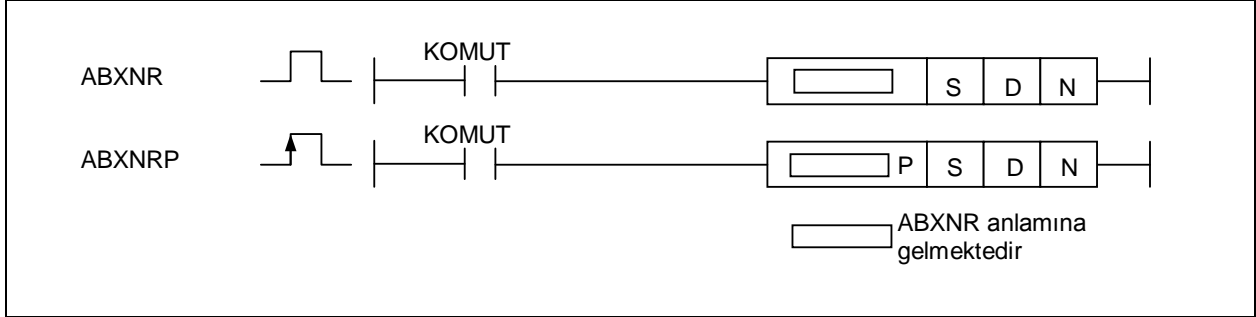 KOMUT
ABXNR S D N
KOMUT
ABXNRP P S D N
ABXNR anlamına
gelmektedir